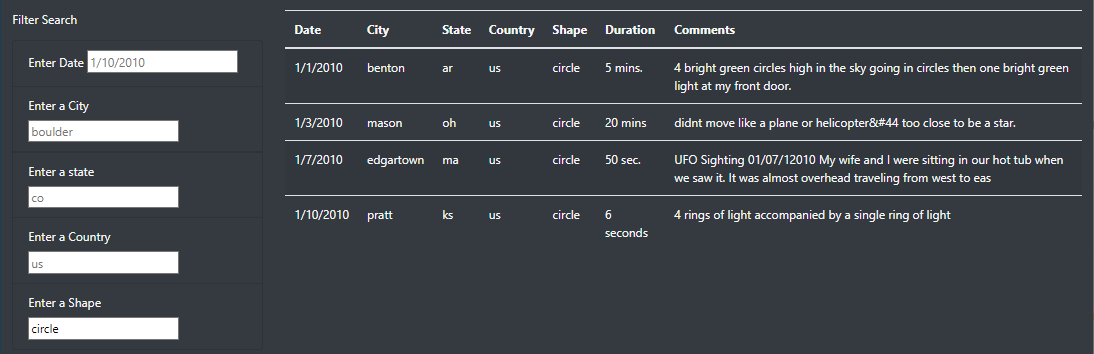 Filter Search
Enter Date 1/10/2010
Enter a City
boulder
Enter a state
co
Enter a Country
us
Enter a Shape
circle
Date City State Country Shape Duration Comments
1/1/2010 benton ar us circle 5 mins. 4 bright green circles high in the sky going in circles then one bright green
light at my front door.
1/3/2010 mason oh us circle 20 mins didnt move like a plane or helicopter&#44 too close to be a star.
1/7/2010 edgartown ma us circle 50 sec. UFO Sighting 01/07/12010 My wife and I were sitting in our hot tub when
we saw it. It was almost overhead traveling from west to eas
1/10/2010 pratt ks us circle 6 4 rings of light accompanied by a single ring of light
seconds